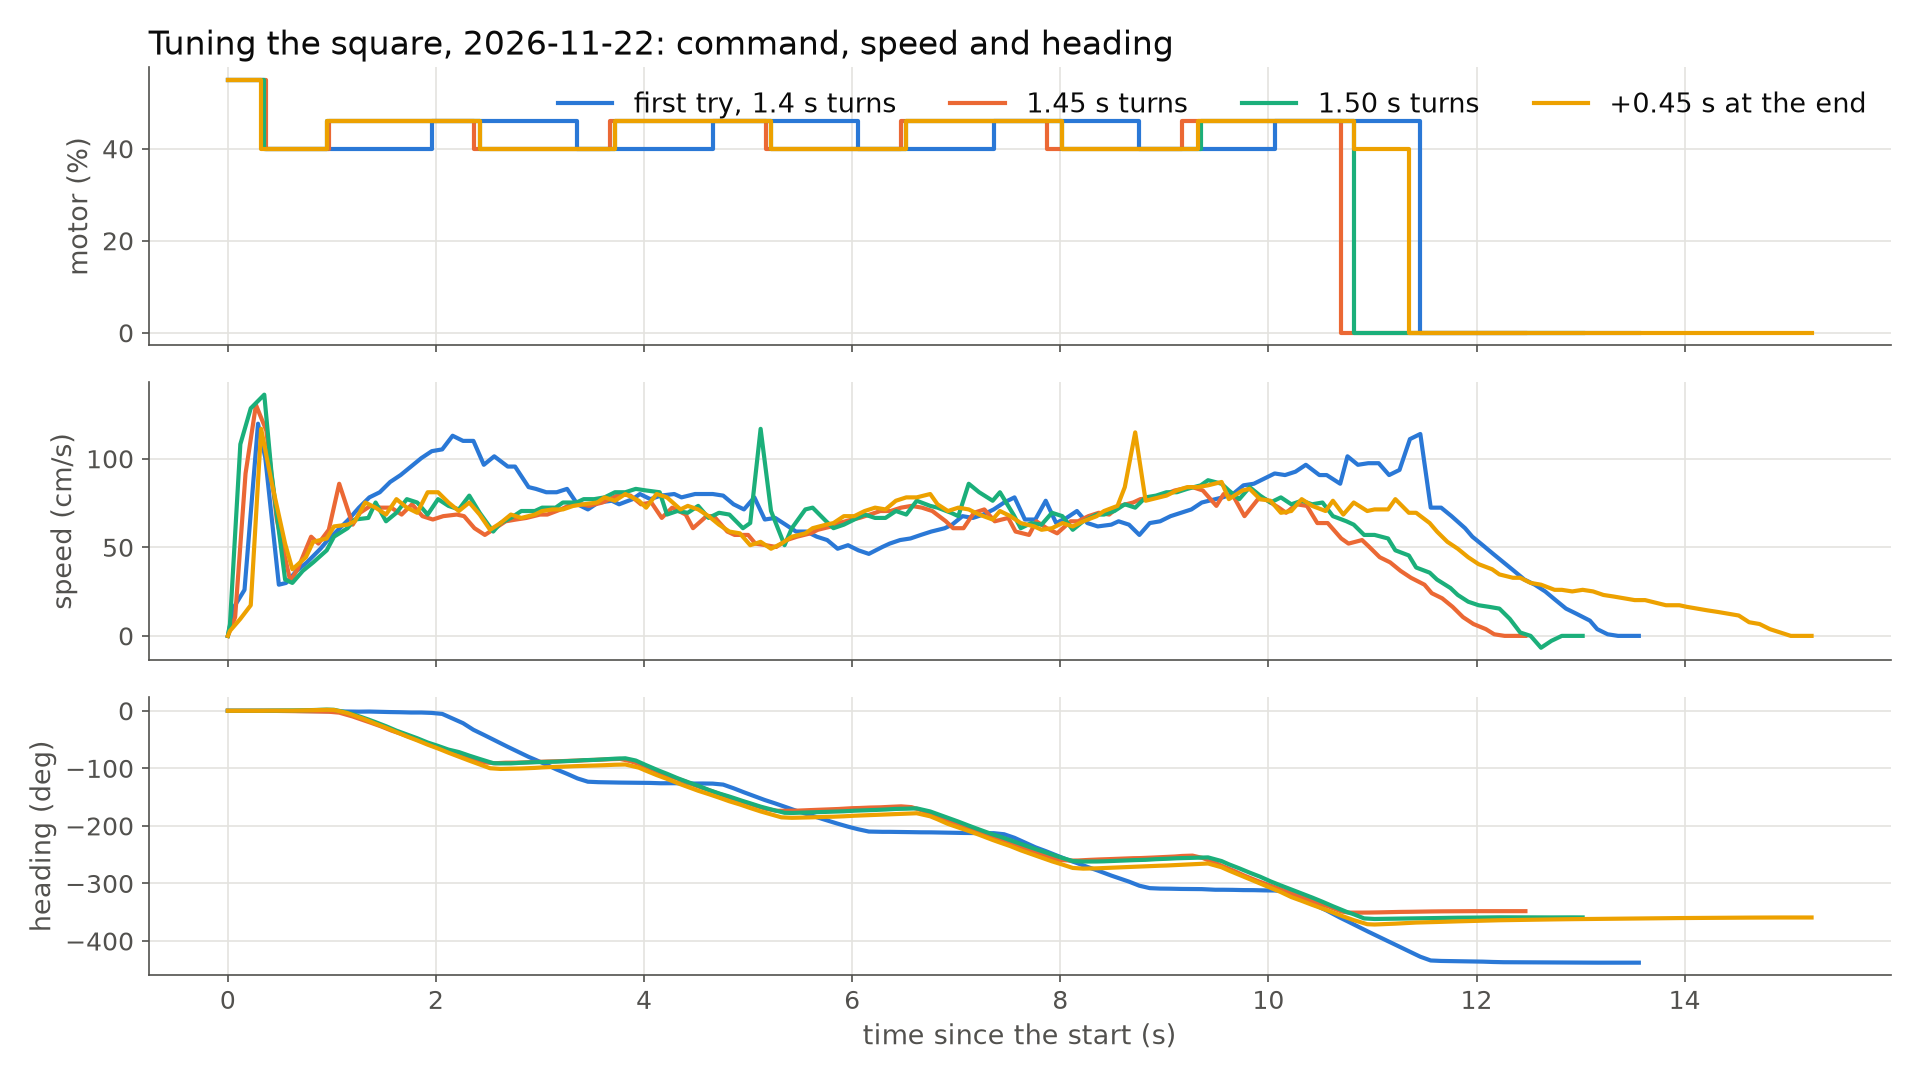 Tuning the square, 2026-11-22: command, speed and heading
first try, 1.4 s turns
1.45 s turns
1.50 s turns
+0.45 s at the end
motor (%)
40
20
0
speed (cm/s)
100
50
0
heading (deg)
0
−100
−200
−300
−400
0
2
4
6
8
10
12
14
time since the start (s)